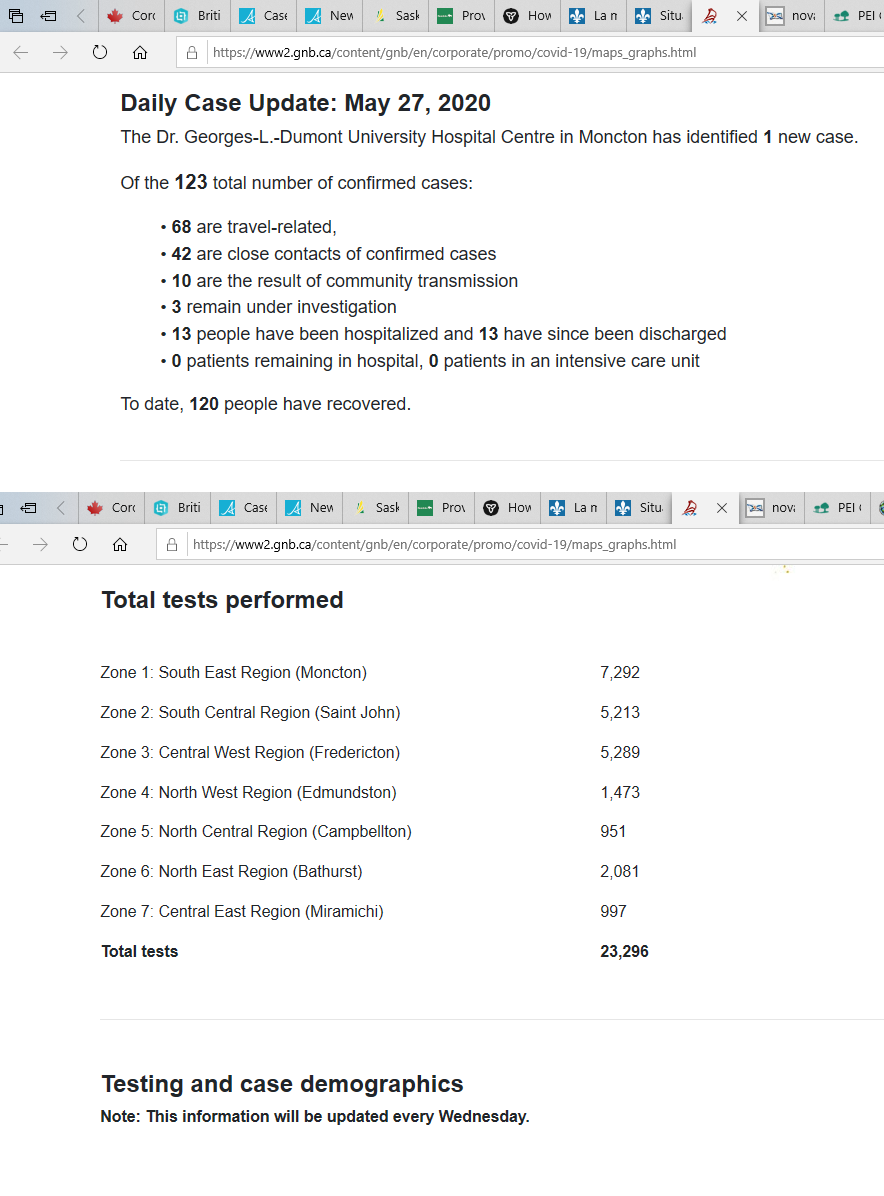 Corc Briti Case New Sask Prov How La n Situ nova PEI
https://www2.gnb.ca/content/gnb/en/corporate/promo/covid-19/maps_graphs.html
Daily Case Update: May 27, 2020
The Dr. Georges-L.-Dumont University Hospital Centre in Moncton has identified 1 new case.
Of the 123 total number of confirmed cases:
• 68 are travel-related,
• 42 are close contacts of confirmed cases
• 10 are the result of community transmission
• 3 remain under investigation
• 13 people have been hospitalized and 13 have since been discharged
• 0 patients remaining in hospital, 0 patients in an intensive care unit
To date, 120 people have recovered.
Corc Briti Case New Sask Prov How La n Situ nova PEI
https://www2.gnb.ca/content/gnb/en/corporate/promo/covid-19/maps_graphs.html
Total tests performed
Zone 1: South East Region (Moncton) 7,292
Zone 2: South Central Region (Saint John) 5,213
Zone 3: Central West Region (Fredericton) 5,289
Zone 4: North West Region (Edmundston) 1,473
Zone 5: North Central Region (Campbellton) 951
Zone 6: North East Region (Bathurst) 2,081
Zone 7: Central East Region (Miramichi) 997
Total tests 23,296
Testing and case demographics
Note: This information will be updated every Wednesday.